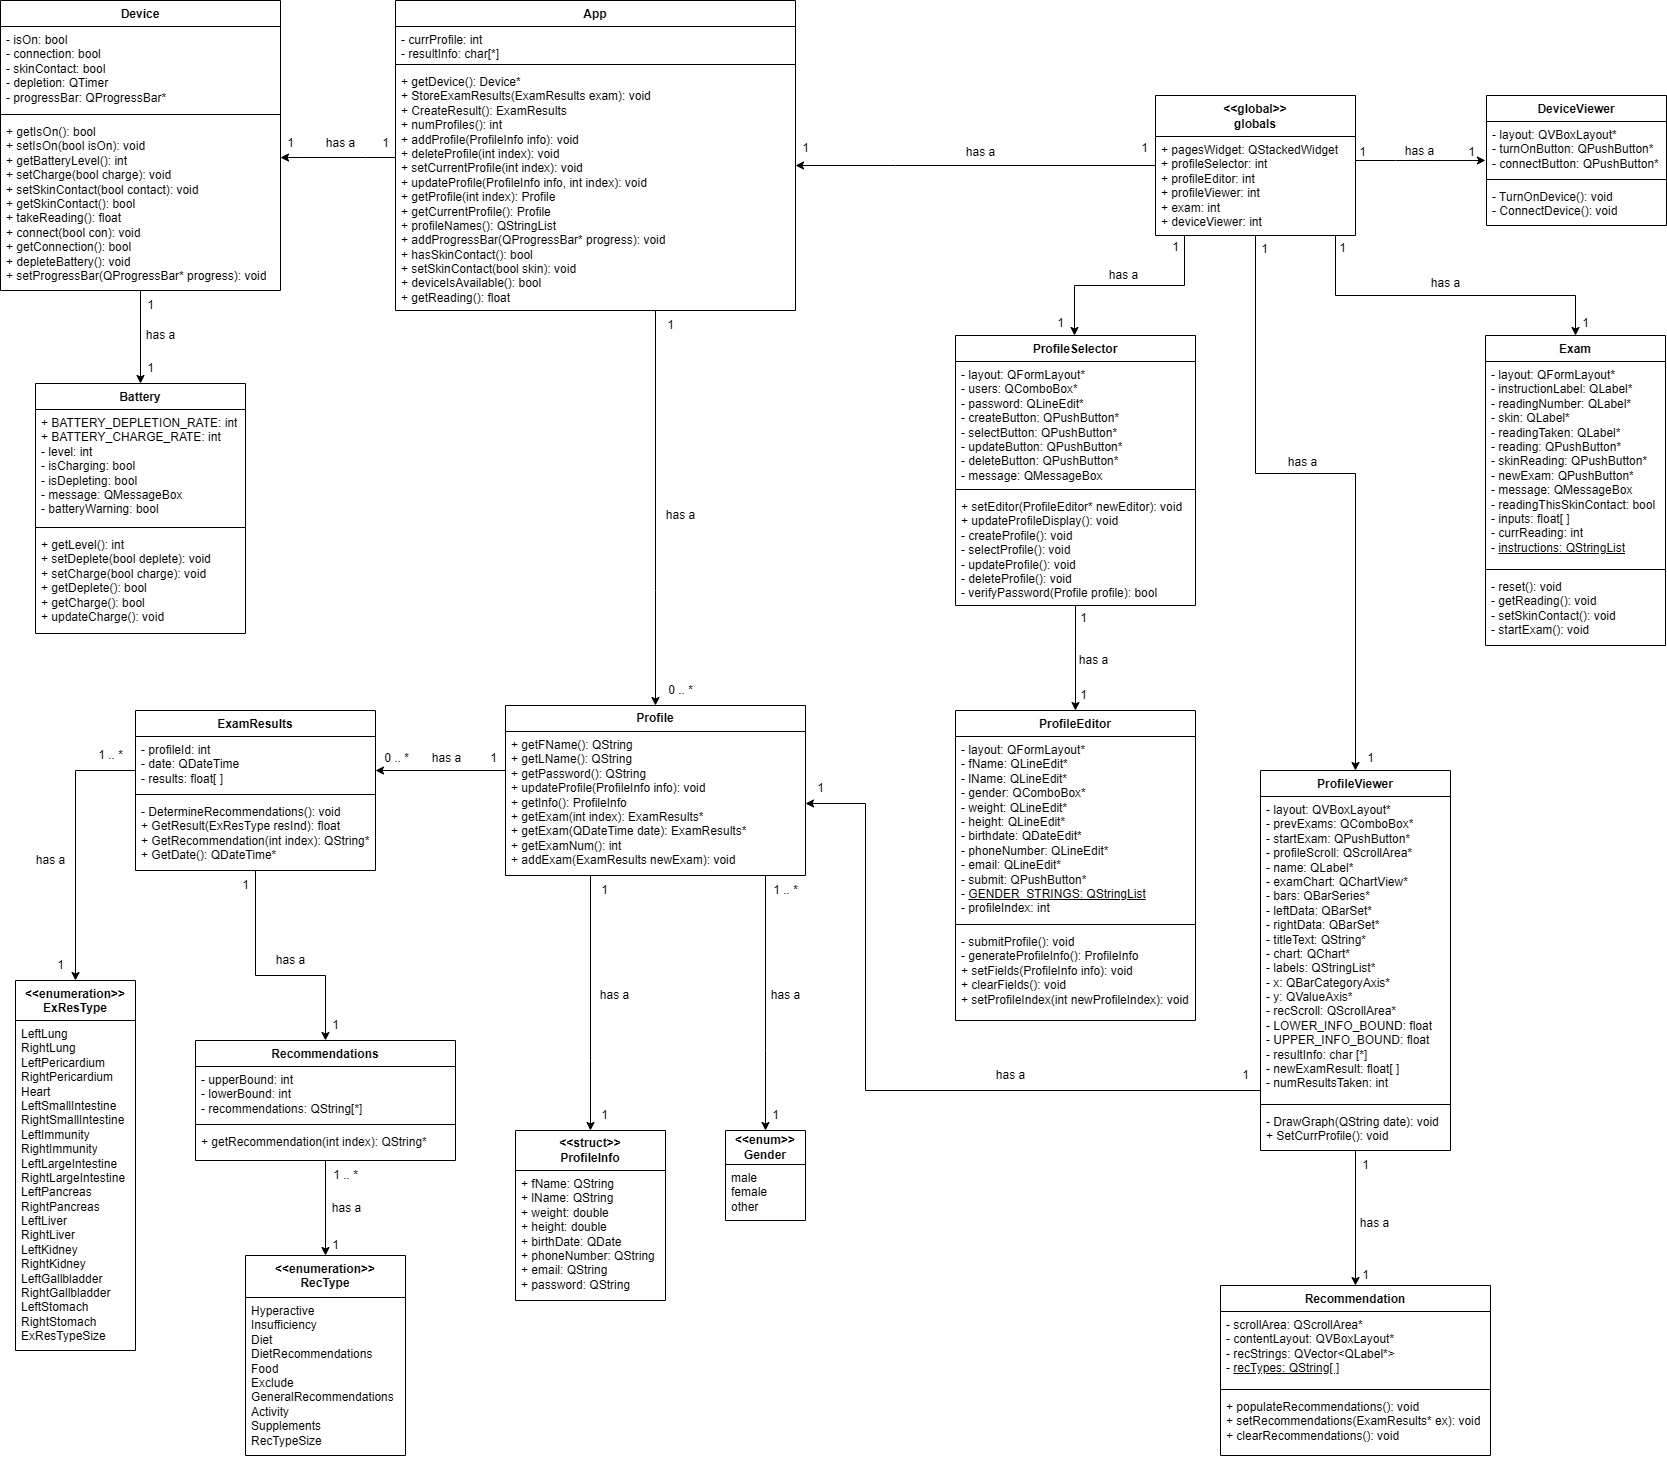 Device
- isOn: bool
- connection: bool
- skinContact: bool
- depletion: QTimer
- progressBar: QProgressBar*
+ getIsOn(): bool
+ setIsOn(bool isOn): void
+ getBatteryLevel(): int
+ setCharge(bool charge): void
+ setSkinContact(bool contact): void
+ getSkinContact(): bool
+ takeReading(): float
+ connect(bool con): void
+ getConnection(): bool
+ depleteBattery(): void
+ setProgressBar(QProgressBar* progress): void
1
has a
1
App
- currProfile: int
- resultInfo: char[*]
+ getDevice(): Device*
+ StoreExamResults(ExamResults exam): void
+ CreateResult(): ExamResults
+ numProfiles(): int
+ addProfile(ProfileInfo info): void
+ deleteProfile(int index): void
+ setCurrentProfile(int index): void
+ updateProfile(ProfileInfo info, int index): void
+ getProfile(int index): Profile
+ getCurrentProfile(): Profile
+ profileNames(): QStringList
+ addProgressBar(QProgressBar* progress): void
+ hasSkinContact(): bool
+ setSkinContact(bool skin): void
+ deviceIsAvailable(): bool
+ getReading(): float
1
has a
1
<<global>>
globals
+ pagesWidget: QStackedWidget
+ profileSelector: int
+ profileEditor: int
+ profileViewer: int
+ exam: int
+ deviceViewer: int
1
has a
1
DeviceViewer
- layout: QVBoxLayout*
- turnOnButton: QPushButton*
- connectButton: QPushButton*
- TurnOnDevice(): void
- ConnectDevice(): void
1
has a
1
1
has a
1
1
has a
1
1
has a
1
Battery
+ BATTERY_DEPLETION_RATE: int
+ BATTERY_CHARGE_RATE: int
- level: int
- isCharging: bool
- isDepleting: bool
- message: QMessageBox
- batteryWarning: bool
+ getLevel(): int
+ setDeplete(bool deplete): void
+ setCharge(bool charge): void
+ getDeplete(): bool
+ getCharge(): bool
+ updateCharge(): void
1
has a
0 .. *
ProfileSelector
- layout: QFormLayout*
- users: QComboBox*
- password: QLineEdit*
- createButton: QPushButton*
- selectButton: QPushButton*
- updateButton: QPushButton*
- deleteButton: QPushButton*
- message: QMessageBox
+ setEditor(ProfileEditor* newEditor): void
+ updateProfileDisplay(): void
- createProfile(): void
- selectProfile(): void
- updateProfile(): void
- deleteProfile(): void
- verifyPassword(Profile profile): bool
1
has a
1
Exam
- layout: QFormLayout*
- instructionLabel: QLabel*
- readingNumber: QLabel*
- skin: QLabel*
- readingTaken: QLabel*
- reading: QPushButton*
- skinReading: QPushButton*
- newExam: QPushButton*
- message: QMessageBox
- readingThisSkinContact: bool
- inputs: float[ ]
- currReading: int
- instructions: QStringList
- reset(): void
- getReading(): void
- setSkinContact(): void
- startExam(): void
ExamResults
- profileId: int
- date: QDateTime
- results: float[ ]
- DetermineRecommendations(): void
+ GetResult(ExResType resInd): float
+ GetRecommendation(int index): QString*
+ GetDate(): QDateTime*
0 .. *
has a
1
Profile
+ getFName(): QString
+ getLName(): QString
+ getPassword(): QString
+ updateProfile(ProfileInfo info): void
+ getInfo(): ProfileInfo
+ getExam(int index): ExamResults*
+ getExam(QDateTime date): ExamResults*
+ getExamNum(): int
+ addExam(ExamResults newExam): void
ProfileEditor
- layout: QFormLayout*
- fName: QLineEdit*
- lName: QLineEdit*
- gender: QComboBox*
- weight: QLineEdit*
- height: QLineEdit*
- birthdate: QDateEdit*
- phoneNumber: QLineEdit*
- email: QLineEdit*
- submit: QPushButton*
- GENDER_STRINGS: QStringList
- profileIndex: int
- submitProfile(): void
- generateProfileInfo(): ProfileInfo
+ setFields(ProfileInfo info): void
+ clearFields(): void
+ setProfileIndex(int newProfileIndex): void
ProfileViewer
- layout: QVBoxLayout*
- prevExams: QComboBox*
- startExam: QPushButton*
- profileScroll: QScrollArea*
- name: QLabel*
- examChart: QChartView*
- bars: QBarSeries*
- leftData: QBarSet*
- rightData: QBarSet*
- titleText: QString*
- chart: QChart*
- labels: QStringList*
- x: QBarCategoryAxis*
- y: QValueAxis*
- recScroll: QScrollArea*
- LOWER_INFO_BOUND: float
- UPPER_INFO_BOUND: float
- resultInfo: char [*]
- newExamResult: float[ ]
- numResultsTaken: int
- DrawGraph(QString date): void
+ SetCurrProfile(): void
1
has a
1
1 .. *
has a
1
<<enumeration>>
ExResType
LeftLung
RightLung
LeftPericardium
RightPericardium
Heart
LeftSmallIntestine
RightSmallIntestine
LeftImmunity
RightImmunity
LeftLargeIntestine
RightLargeIntestine
LeftPancreas
RightPancreas
LeftLiver
RightLiver
LeftKidney
RightKidney
LeftGallbladder
RightGallbladder
LeftStomach
RightStomach
ExResTypeSize
1
has a
1
Recommendations
- upperBound: int
- lowerBound: int
- recommendations: QString[*]
+ getRecommendation(int index): QString*
1 .. *
has a
1
<<enumeration>>
RecType
Hyperactive
Insufficiency
Diet
DietRecommendations
Food
Exclude
GeneralRecommendations
Activity
Supplements
RecTypeSize
1
has a
1
<<struct>>
ProfileInfo
+ fName: QString
+ lName: QString
+ weight: double
+ height: double
+ birthDate: QDate
+ phoneNumber: QString
+ email: QString
+ password: QString
1 .. *
has a
1
<<enum>>
Gender
male
female
other
1
has a
1
Recommendation
- scrollArea: QScrollArea*
- contentLayout: QVBoxLayout*
- recStrings: QVector<QLabel*>
- recTypes: QString[ ]
+ populateRecommendations(): void
+ setRecommendations(ExamResults* ex): void
+ clearRecommendations(): void